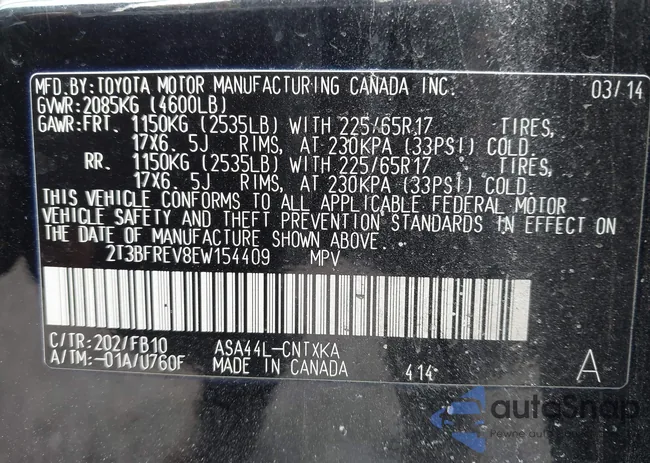 MFD.BY:TOYOTA MOTOR MANUFACTURING CANADA INC. 03/14
GVWR:2085KG (4600LB)
GAWR:FRT. 1150KG (2535LB) WITH 225/65R17 TIRES,
17X6. 5J RIMS, AT 230KPA (33PSI) COLD.
RR. 1150KG (2535LB) WITH 225/65R17 TIRES,
17X6. 5J RIMS, AT 230KPA (33PSI) COLD.
THIS VEHICLE CONFORMS TO ALL APPLICABLE FEDERAL MOTOR
VEHICLE SAFETY AND THEFT PREVENTION STANDARDS IN EFFECT ON
THE DATE OF MANUFACTURE SHOWN ABOVE.
2T3BFREV8EW154409 MPV
C/TR:202/FB10 ASA44L-CNTXKA
A/TM:-01A/U760F MADE IN CANADA 414 A
autoSnap
Pewne auto